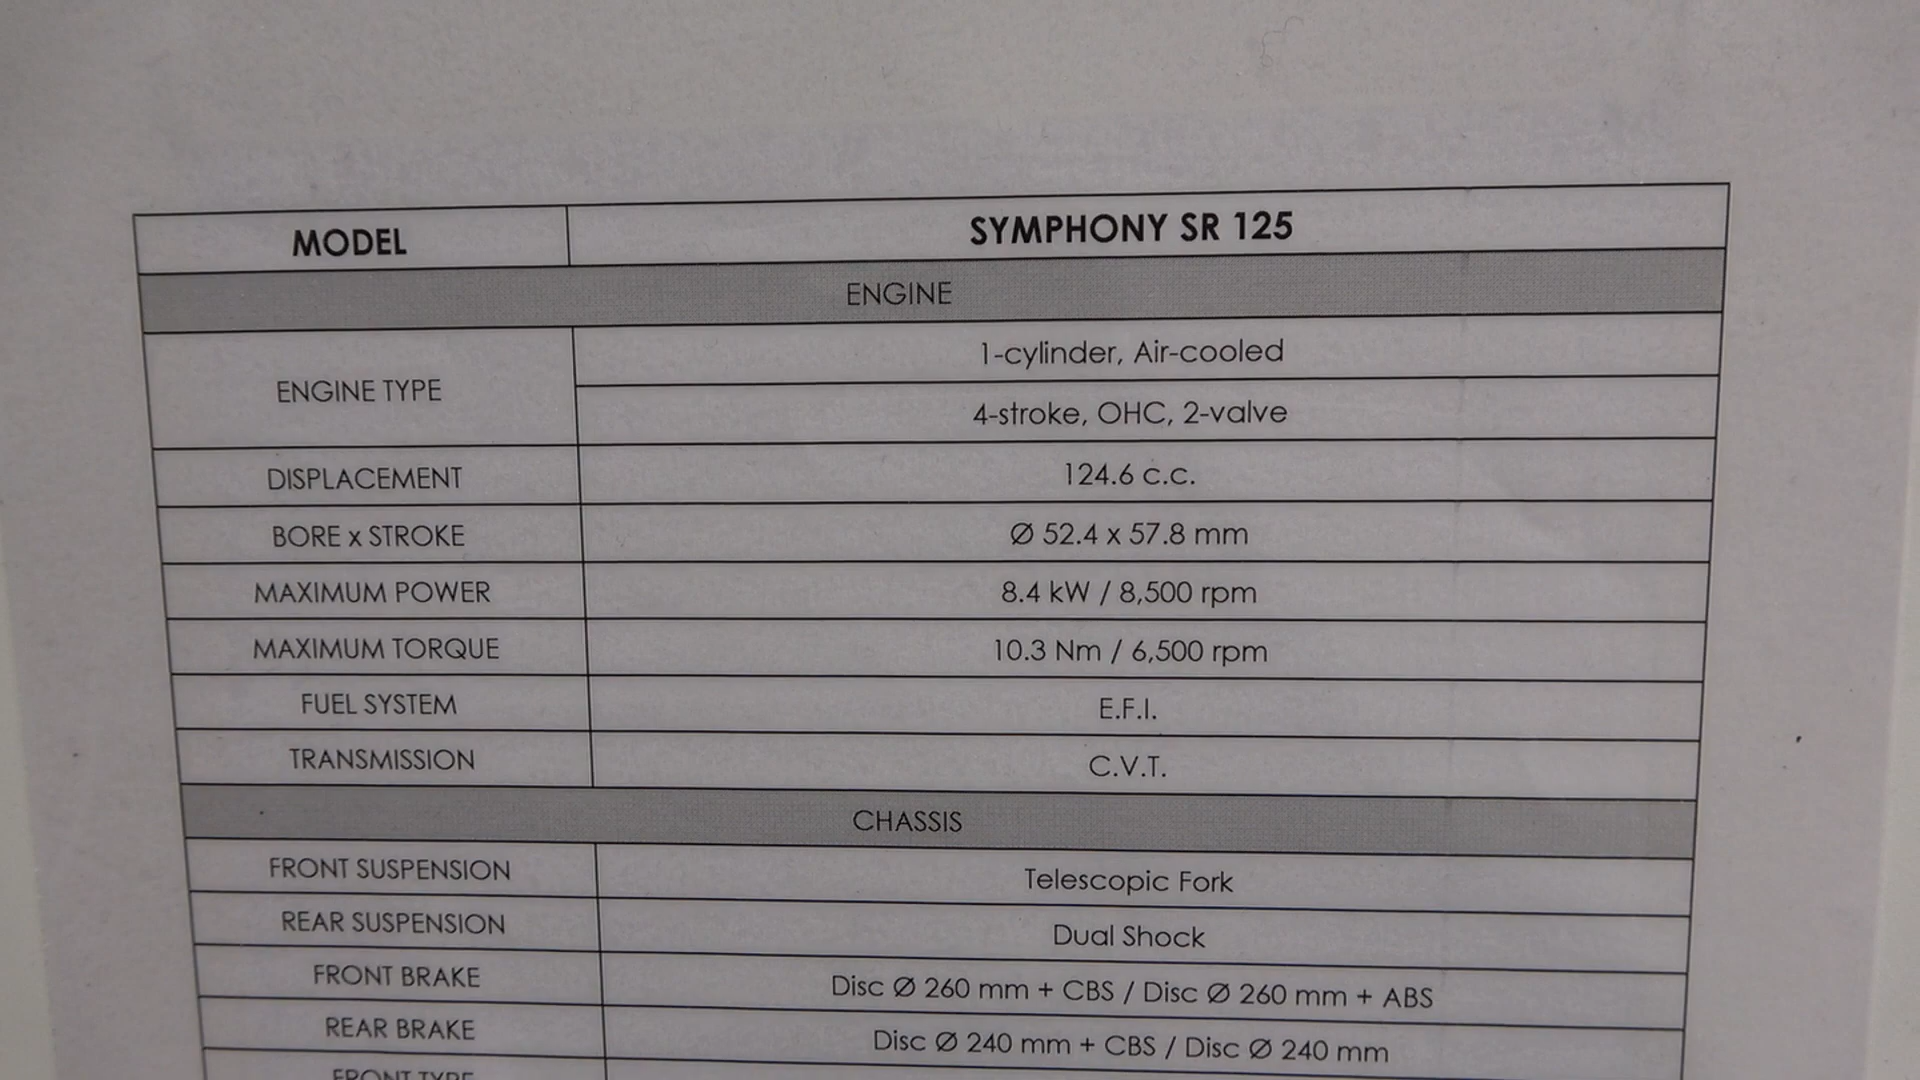 MODEL SYMPHONY SR 125
ENGINE
ENGINE TYPE 1-cylinder, Air-cooled
4-stroke, OHC, 2-valve
DISPLACEMENT 124.6 c.c.
BORE x STROKE Ø 52.4 x 57.8 mm
MAXIMUM POWER 8.4 kW / 8,500 rpm
MAXIMUM TORQUE 10.3 Nm / 6,500 rpm
FUEL SYSTEM E.F.I.
TRANSMISSION C.V.T.
CHASSIS
FRONT SUSPENSION Telescopic Fork
REAR SUSPENSION Dual Shock
FRONT BRAKE Disc Ø 260 mm + CBS / Disc Ø 260 mm + ABS
REAR BRAKE Disc Ø 240 mm + CBS / Disc Ø 240 mm
FRONT TYPE